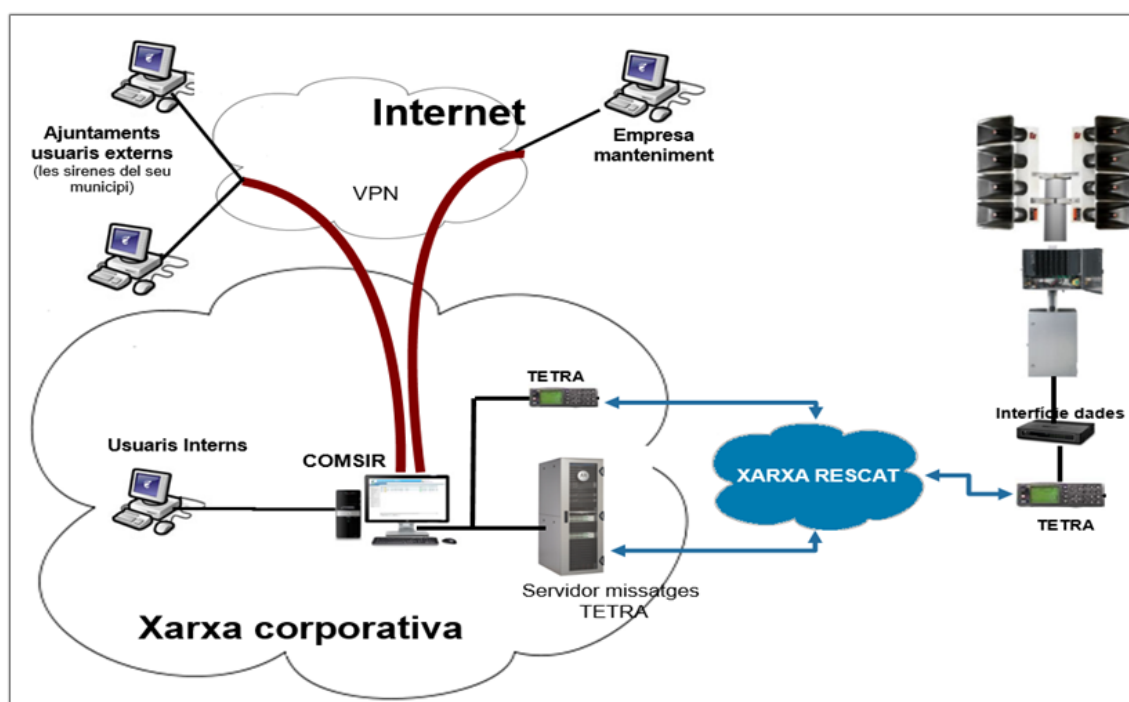 Internet
Ajuntaments
usuaris externs
(les sirenes del seu
municipi)
Empresa
manteniment
VPN
TETRA
Interfície dades
Usuaris Interns
COMSIR
XARXA RESCAT
TETRA
Servidor missatges
TETRA
Xarxa corporativa